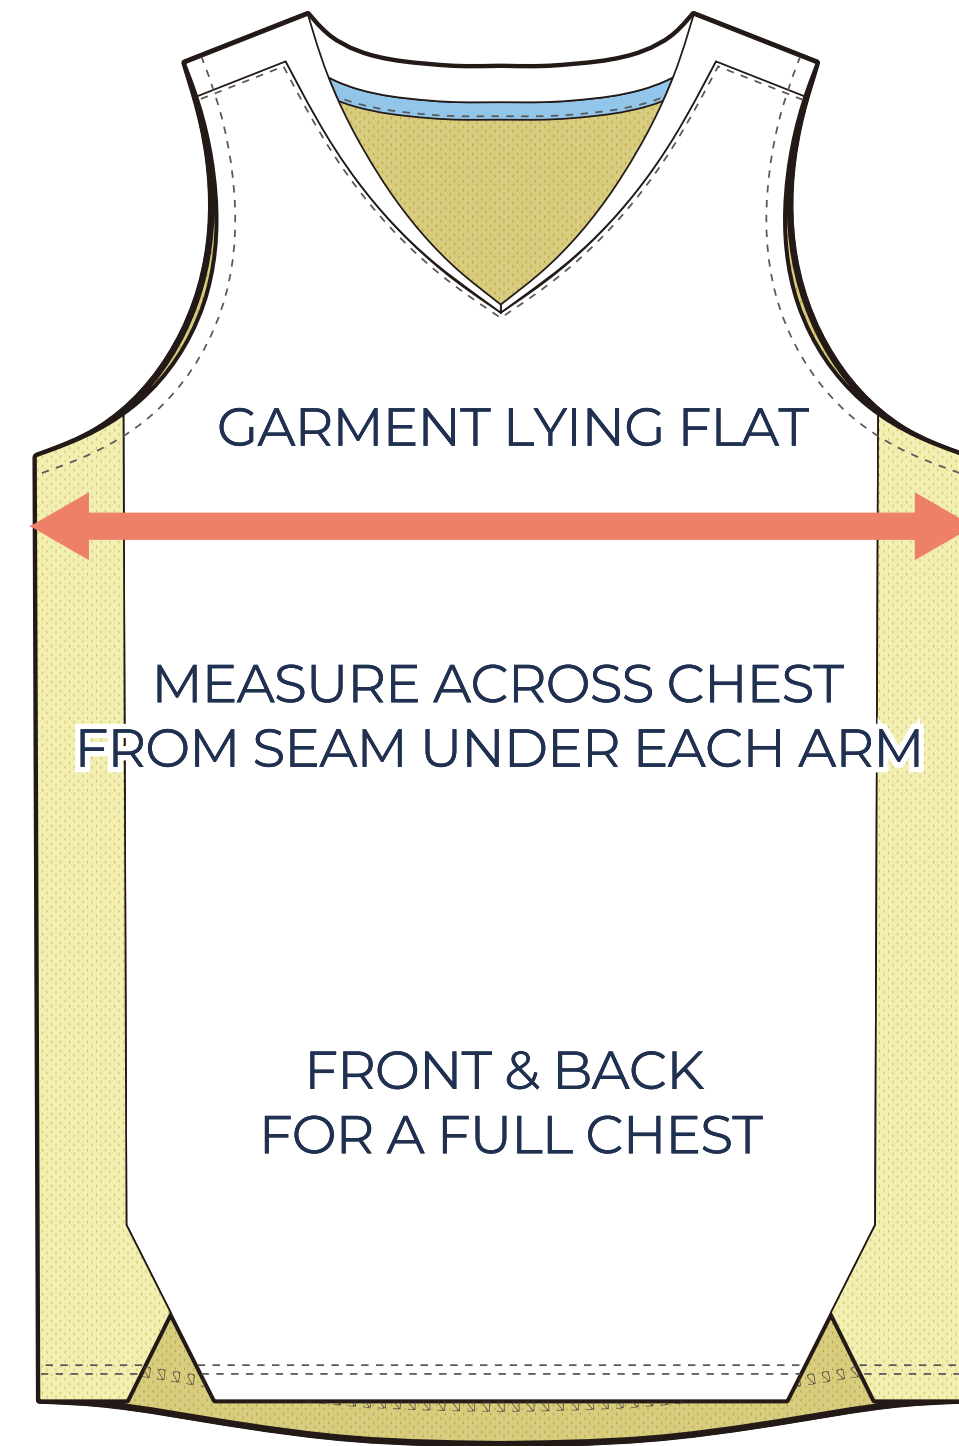 GARMENT LYING FLAT
MEASURE ACROSS CHEST
FROM SEAM UNDER EACH ARM
FRONT & BACK
FOR A FULL CHEST